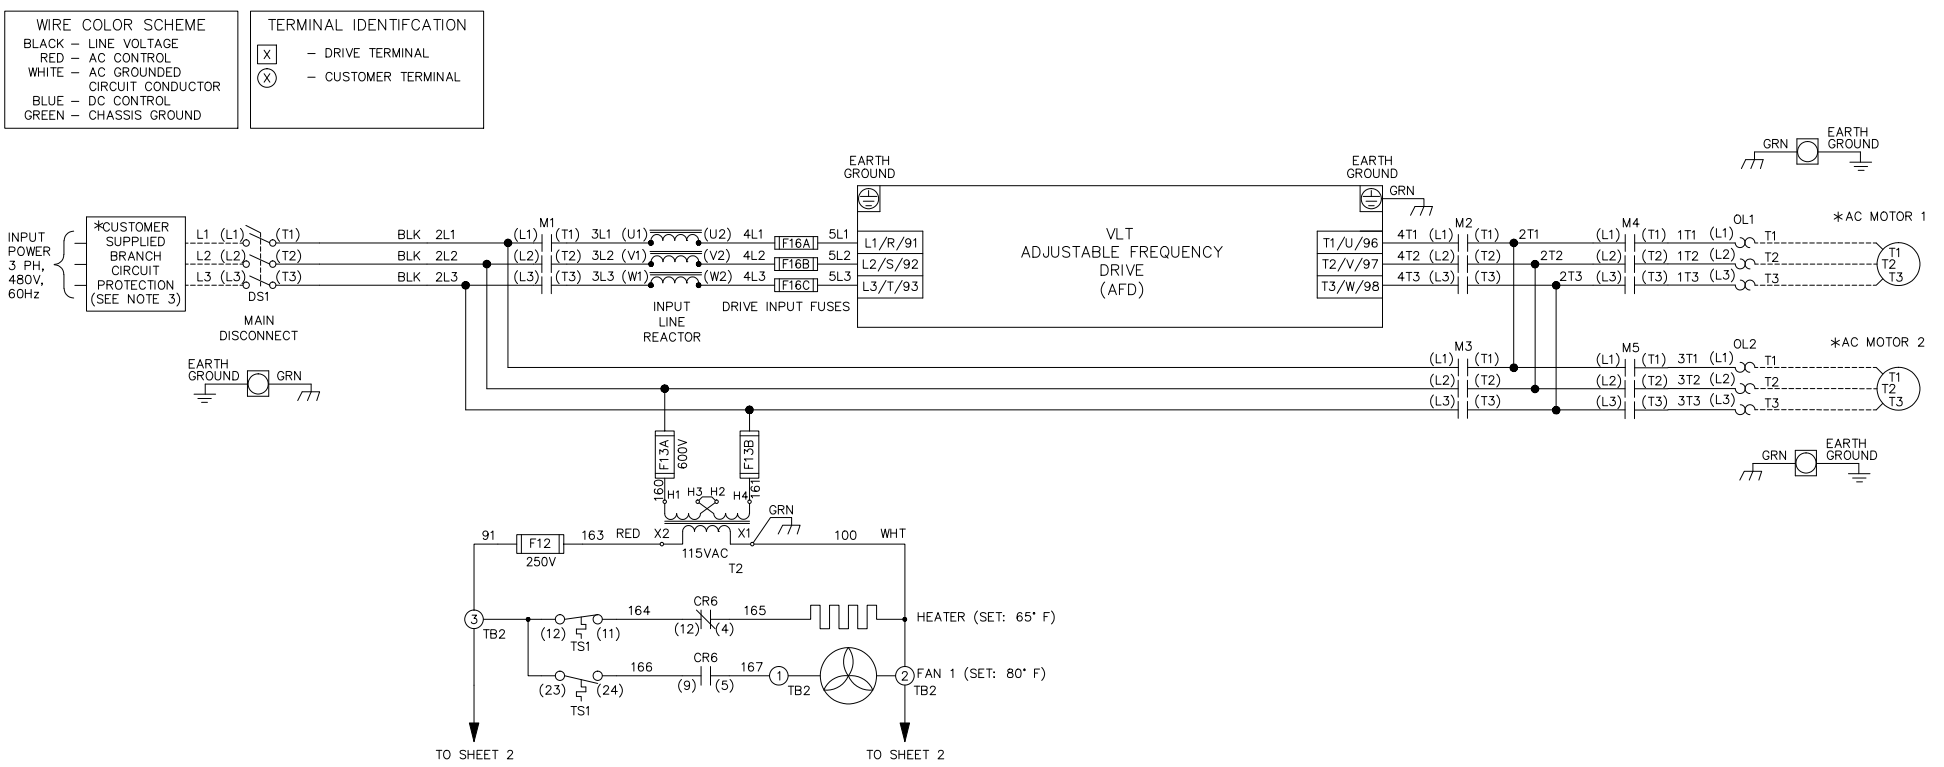 WIRE COLOR SCHEME
BLACK – LINE VOLTAGE
RED – AC CONTROL
WHITE – AC GROUNDED
CIRCUIT CONDUCTOR
BLUE – DC CONTROL
GREEN – CHASSIS GROUND
TERMINAL IDENTIFCATION
X – DRIVE TERMINAL
X – CUSTOMER TERMINAL
INPUT
POWER
3 PH,
480V,
60Hz
*CUSTOMER
SUPPLIED
BRANCH
CIRCUIT
PROTECTION
(SEE NOTE 3)
L1 (L1) (T1) BLK 2L1 (L1) M1 (T1) 3L1 (U1) (U2) 4L1 F16A 5L1 L1/R/91
L2 (L2) (T2) BLK 2L2 (L2) (T2) 3L2 (V1) (V2) 4L2 F16B 5L2 L2/S/92
L3 (L3) (T3) BLK 2L3 (L3) (T3) 3L3 (W1) (W2) 4L3 F16C 5L3 L3/T/93
DS1
MAIN
DISCONNECT
INPUT
LINE
REACTOR
DRIVE INPUT FUSES
EARTH
GROUND
GRN
EARTH
GROUND
VLT
ADJUSTABLE FREQUENCY
DRIVE
(AFD)
EARTH
GROUND
GRN
T1/U/96 4T1 (L1) M2 (T1) 2T1 (L1) M4 (T1) 1T1 (L1) OL1 T1
T2/V/97 4T2 (L2) (T2) 2T2 (L2) (T2) 1T2 (L2) T2
T3/W/98 4T3 (L3) (T3) 2T3 (L3) (T3) 1T3 (L3) T3
GRN
EARTH
GROUND
*AC MOTOR 1
T1
T2
T3
(L1) M3 (T1) (L1) M5 (T1) 3T1 (L1) OL2 T1
(L2) (T2) (L2) (T2) 3T2 (L2) T2
(L3) (T3) (L3) (T3) 3T3 (L3) T3
*AC MOTOR 2
T1
T2
T3
GRN
EARTH
GROUND
F13A
600V
F13B
160
161
H1 H3 H2 H4
GRN
91 F12 163 RED X2 X1 100 WHT
250V
115VAC
T2
3
TB2
(12) (11) 164 CR6 165 HEATER (SET: 65° F)
TS1
(12) (4)
(23) (24) 166 CR6 167 1 2 FAN 1 (SET: 80° F)
TS1
(9) (5)
TB2
TB2
TO SHEET 2
TO SHEET 2